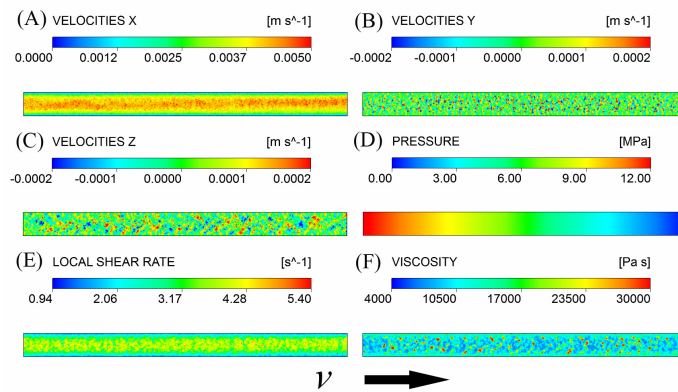 (A) VELOCITIES X [m s^-1]
0.0000 0.0012 0.0025 0.0037 0.0050
(B) VELOCITIES Y [m s^-1]
-0.0002 -0.0001 0.0000 0.0001 0.0002
(C) VELOCITIES Z [m s^-1]
-0.0002 -0.0001 0.0000 0.0001 0.0002
(D) PRESSURE [MPa]
0.00 3.00 6.00 9.00 12.00
(E) LOCAL SHEAR RATE [s^-1]
0.94 2.06 3.17 4.28 5.40
(F) VISCOSITY [Pa s]
4000 10500 17000 23500 30000
v